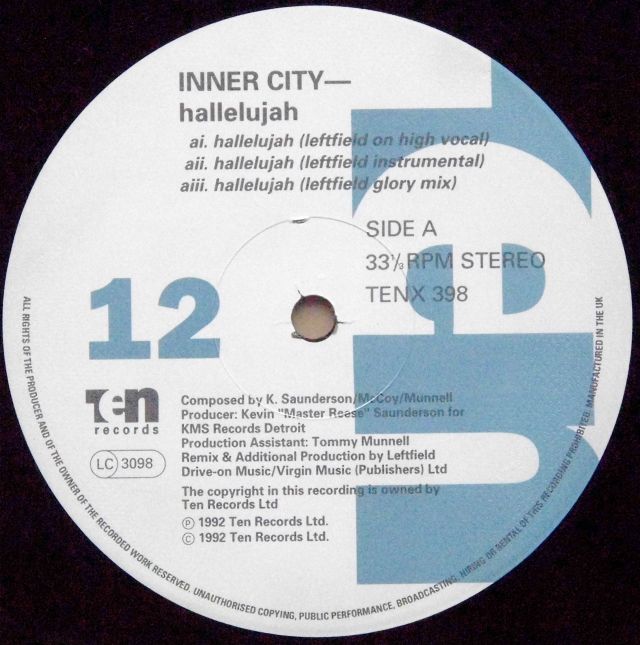 INNER CITY—
hallelujah
ai. hallelujah (leftfield on high vocal)
aii. hallelujah (leftfield instrumental)
aiii. hallelujah (leftfield glory mix)
SIDE A
33⅓ RPM STEREO
TENX 398
12
Ten
records
LC 3098
Composed by K. Saunderson/McCoy/Munnell
Producer: Kevin "Master Reese" Saunderson for
KMS Records Detroit
Production Assistant: Tommy Munnell
Remix & Additional Production by Leftfield
Drive-on Music/Virgin Music (Publishers) Ltd
The copyright in this recording is owned by
Ten Records Ltd
Ⓟ 1992 Ten Records Ltd.
© 1992 Ten Records Ltd.
ALL RIGHTS OF THE PRODUCER AND OF THE OWNER OF THE RECORDED WORK RESERVED. UNAUTHORISED COPYING, PUBLIC PERFORMANCE, BROADCASTING, HIRING OR RENTAL OF THIS RECORDING PROHIBITED. MANUFACTURED IN THE UK